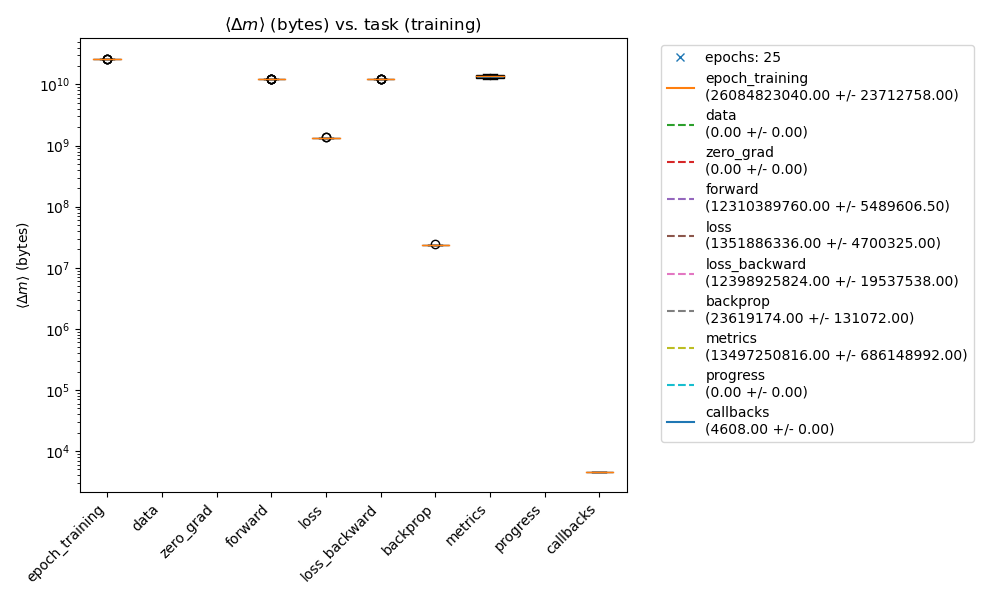 ⟨Δm⟩ (bytes) vs. task (training)
⟨Δm⟩ (bytes)
10^10
10^9
10^8
10^7
10^6
10^5
10^4
epoch_training
data
zero_grad
forward
loss
loss_backward
backprop
metrics
progress
callbacks
epochs: 25
epoch_training
(26084823040.00 +/- 23712758.00)
data
(0.00 +/- 0.00)
zero_grad
(0.00 +/- 0.00)
forward
(12310389760.00 +/- 5489606.50)
loss
(1351886336.00 +/- 4700325.00)
loss_backward
(12398925824.00 +/- 19537538.00)
backprop
(23619174.00 +/- 131072.00)
metrics
(13497250816.00 +/- 686148992.00)
progress
(0.00 +/- 0.00)
callbacks
(4608.00 +/- 0.00)